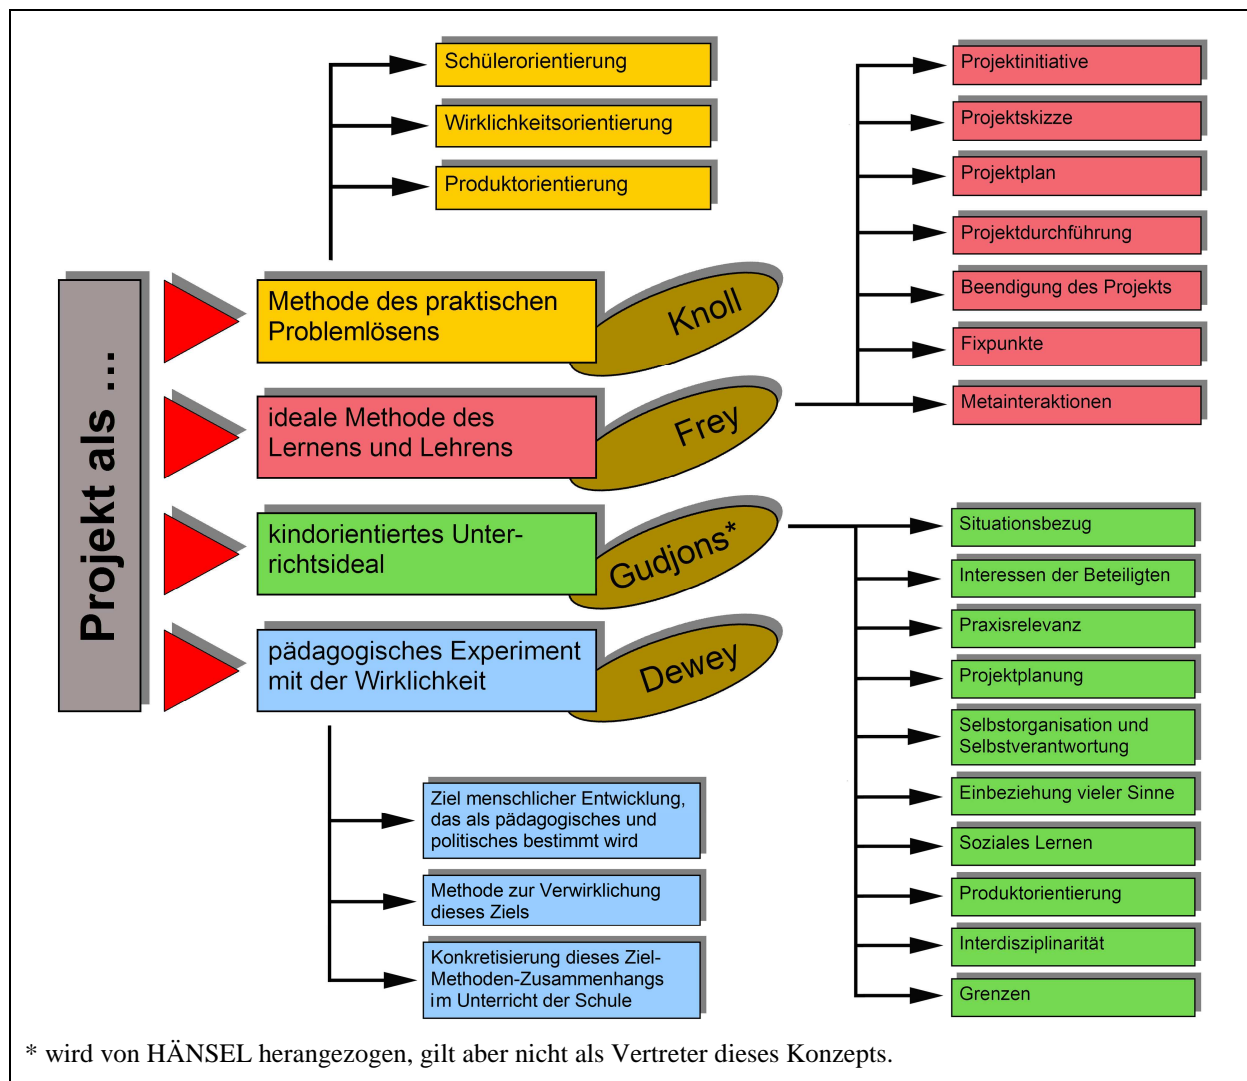 Schülerorientierung
Wirklichkeitsorientierung
Produktorientierung
Projekt als ...
Methode des praktischen
Problemlösens
Knoll
ideale Methode des
Lernens und Lehrens
Frey
kindorientiertes Unter-
richtsideal
Gudjons*
pädagogisches Experiment
mit der Wirklichkeit
Dewey
Projektinitiative
Projektskizze
Projektplan
Projektdurchführung
Beendigung des Projekts
Fixpunkte
Metainteraktionen
Situationsbezug
Interessen der Beteiligten
Praxisrelevanz
Projektplanung
Selbstorganisation und
Selbstverantwortung
Einbeziehung vieler Sinne
Soziales Lernen
Produktorientierung
Interdisziplinarität
Grenzen
Ziel menschlicher Entwicklung,
das als pädagogisches und
politisches bestimmt wird
Methode zur Verwirklichung
dieses Ziels
Konkretisierung dieses Ziel-
Methoden-Zusammenhangs
im Unterricht der Schule
* wird von HÄNSEL herangezogen, gilt aber nicht als Vertreter dieses Konzepts.